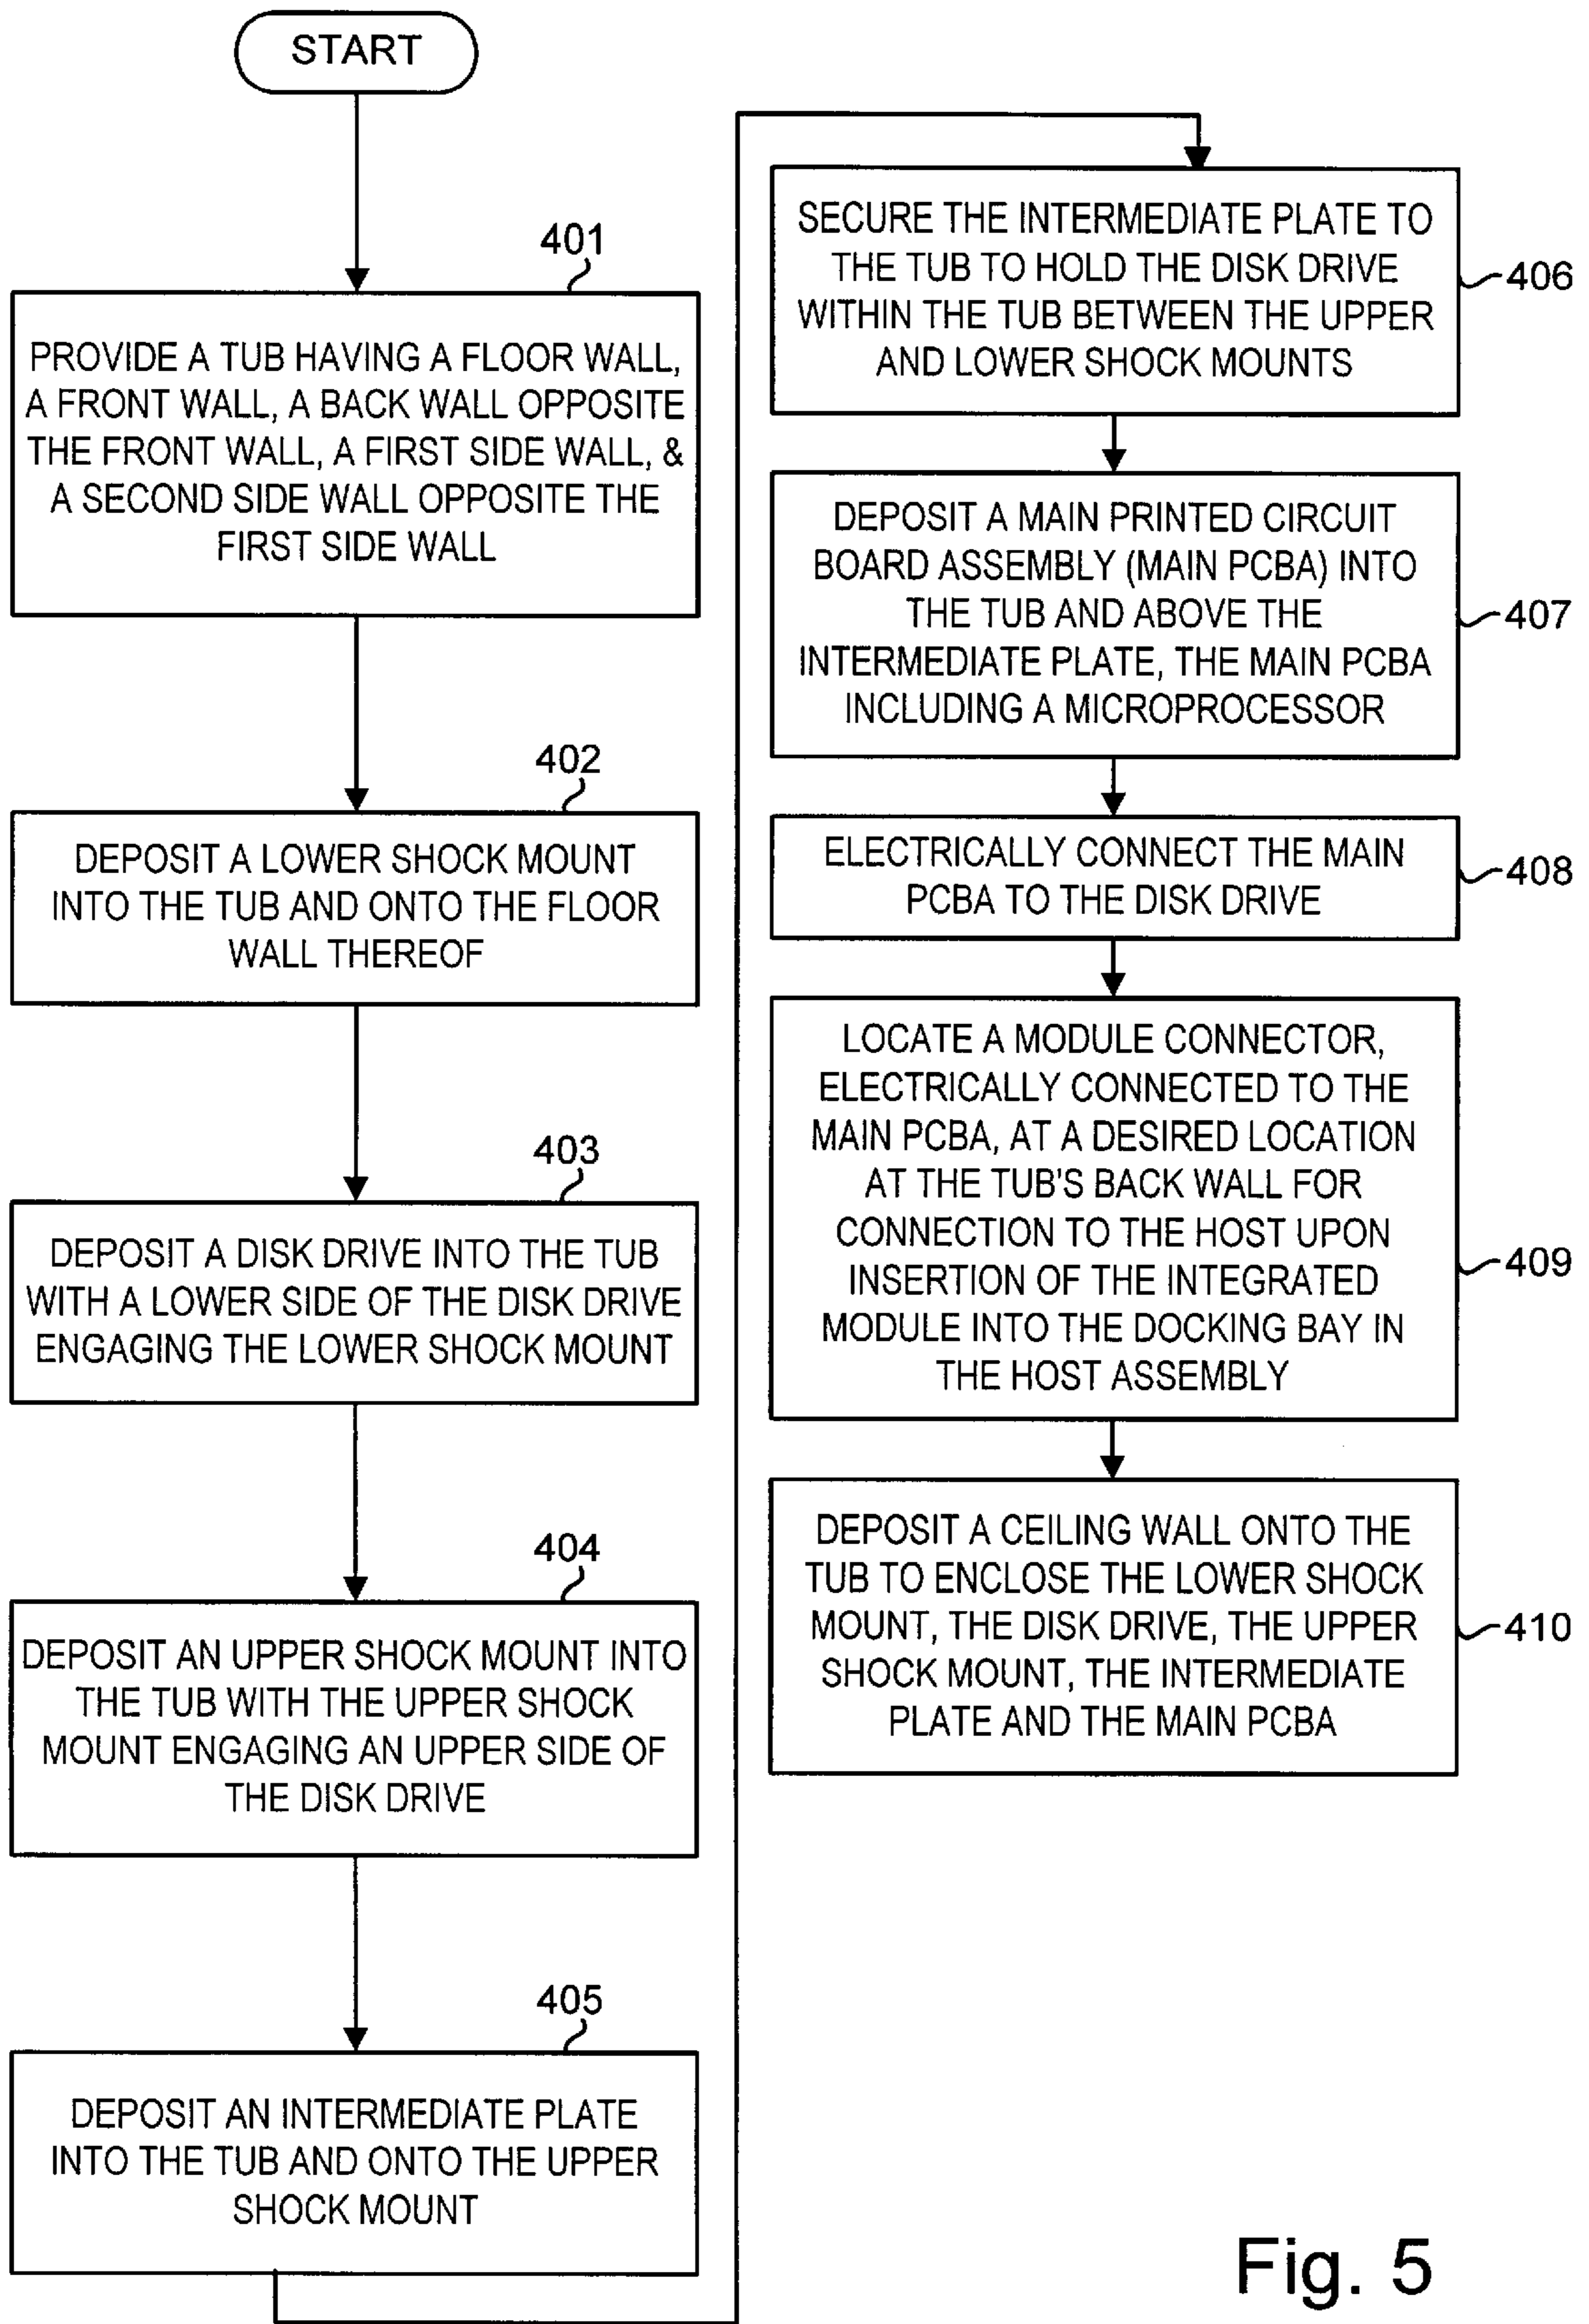 START
401
PROVIDE A TUB HAVING A FLOOR WALL,
A FRONT WALL, A BACK WALL OPPOSITE
THE FRONT WALL, A FIRST SIDE WALL, &
A SECOND SIDE WALL OPPOSITE THE
FIRST SIDE WALL
402
DEPOSIT A LOWER SHOCK MOUNT
INTO THE TUB AND ONTO THE FLOOR
WALL THEREOF
403
DEPOSIT A DISK DRIVE INTO THE TUB
WITH A LOWER SIDE OF THE DISK DRIVE
ENGAGING THE LOWER SHOCK MOUNT
404
DEPOSIT AN UPPER SHOCK MOUNT INTO
THE TUB WITH THE UPPER SHOCK
MOUNT ENGAGING AN UPPER SIDE OF
THE DISK DRIVE
405
DEPOSIT AN INTERMEDIATE PLATE
INTO THE TUB AND ONTO THE UPPER
SHOCK MOUNT
SECURE THE INTERMEDIATE PLATE TO
THE TUB TO HOLD THE DISK DRIVE
WITHIN THE TUB BETWEEN THE UPPER
AND LOWER SHOCK MOUNTS
406
DEPOSIT A MAIN PRINTED CIRCUIT
BOARD ASSEMBLY (MAIN PCBA) INTO
THE TUB AND ABOVE THE
INTERMEDIATE PLATE, THE MAIN PCBA
INCLUDING A MICROPROCESSOR
407
ELECTRICALLY CONNECT THE MAIN
PCBA TO THE DISK DRIVE
408
LOCATE A MODULE CONNECTOR,
ELECTRICALLY CONNECTED TO THE
MAIN PCBA, AT A DESIRED LOCATION
AT THE TUB'S BACK WALL FOR
CONNECTION TO THE HOST UPON
INSERTION OF THE INTEGRATED
MODULE INTO THE DOCKING BAY IN
THE HOST ASSEMBLY
409
DEPOSIT A CEILING WALL ONTO THE
TUB TO ENCLOSE THE LOWER SHOCK
MOUNT, THE DISK DRIVE, THE UPPER
SHOCK MOUNT, THE INTERMEDIATE
PLATE AND THE MAIN PCBA
410
Fig. 5